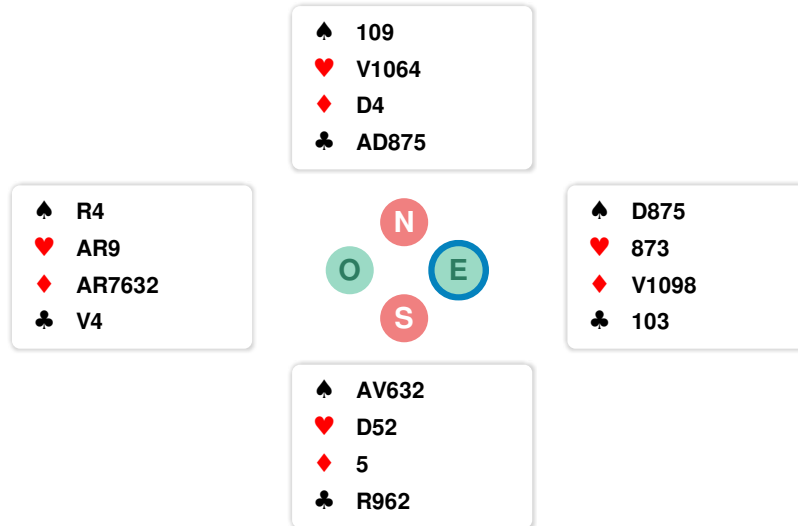 ♠ 109
♥ V1064
♦ D4
♣ AD875
♠ R4
♥ AR9
♦ AR7632
♣ V4
N
O
E
S
♠ D875
♥ 873
♦ V1098
♣ 103
♠ AV632
♥ D52
♦ 5
♣ R962